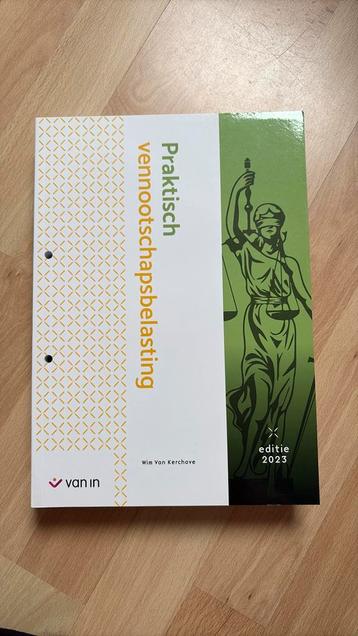 Praktisch
vennootschapsbelasting
Wim Van Kerchove
editie
2023
van in